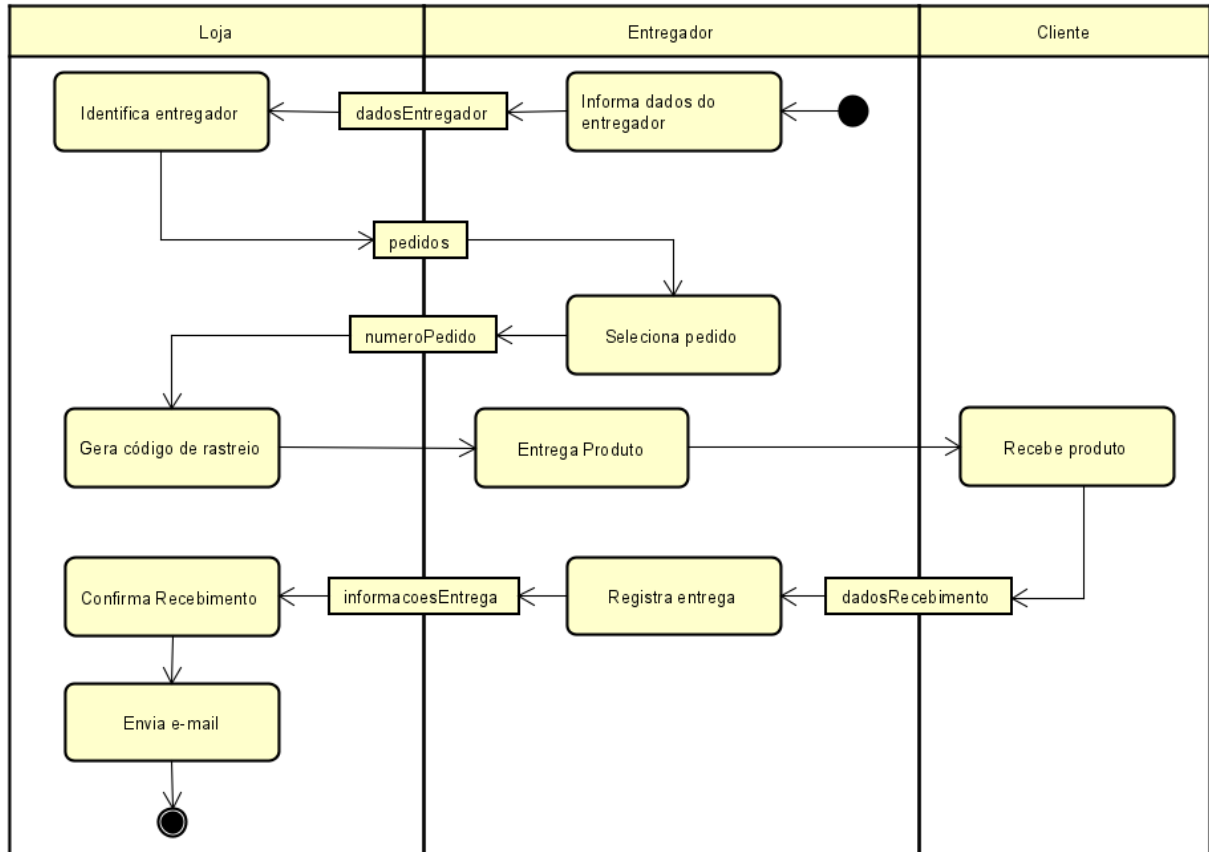 Loja
Entregador
Cliente
Identifica entregador
dadosEntregador
Informa dados do
entregador
pedidos
numeroPedido
Seleciona pedido
Gera código de rastreio
Entrega Produto
Recebe produto
Confirma Recebimento
informacoesEntrega
Registra entrega
dadosRecebimento
Envia e-mail